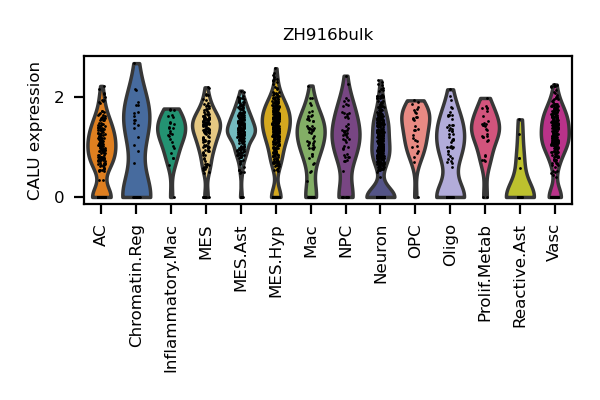 ZH916bulk
CALU expression
2
0
AC
Chromatin.Reg
Inflammatory.Mac
MES
MES.Ast
MES.Hyp
Mac
NPC
Neuron
OPC
Oligo
Prolif.Metab
Reactive.Ast
Vasc